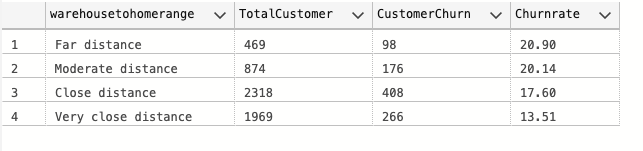 warehousetohomerange TotalCustomer CustomerChurn Churnrate
1 Far distance 469 98 20.90
2 Moderate distance 874 176 20.14
3 Close distance 2318 408 17.60
4 Very close distance 1969 266 13.51